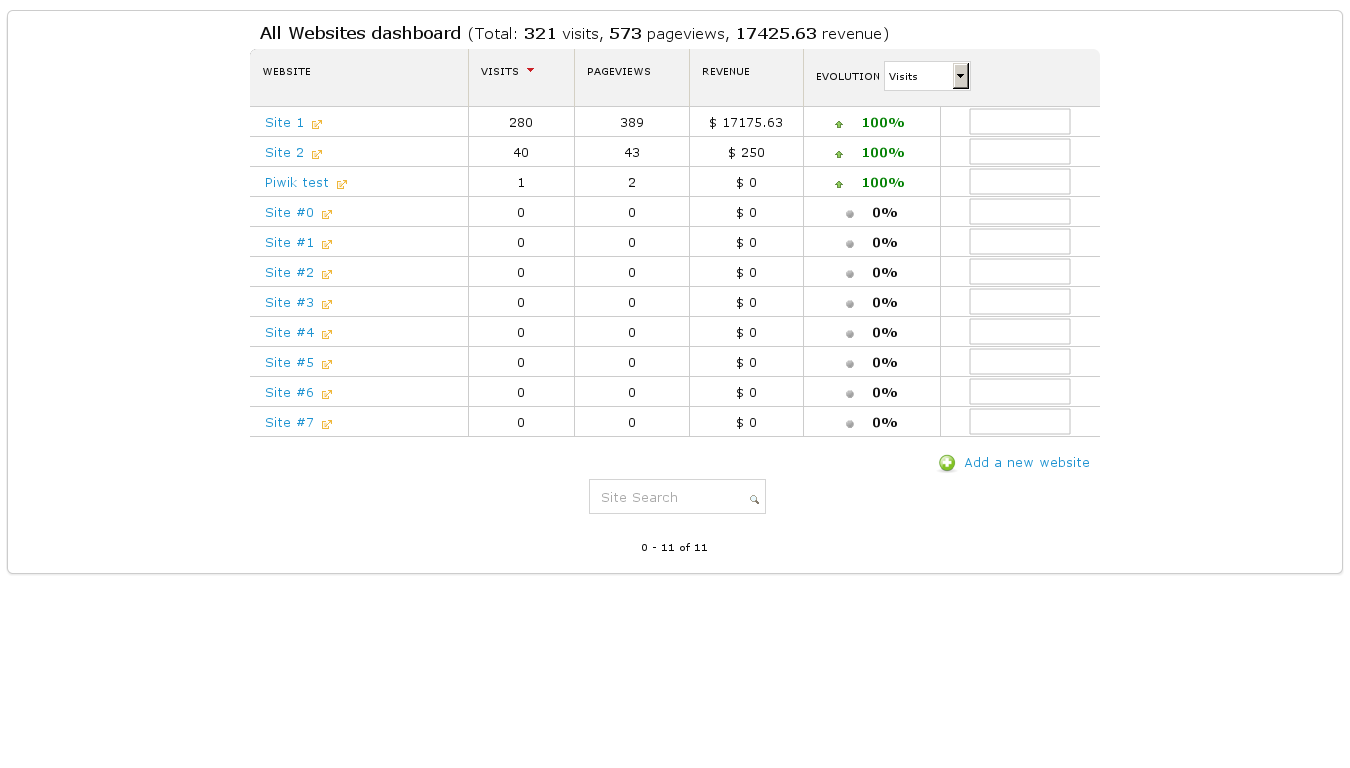 All Websites dashboard (Total: 321 visits, 573 pageviews, 17425.63 revenue)
WEBSITE VISITS PAGEVIEWS REVENUE EVOLUTION Visits
Site 1 280 389 $ 17175.63 100%
Site 2 40 43 $ 250 100%
Piwik test 1 2 $ 0 100%
Site #0 0 0 $ 0 0%
Site #1 0 0 $ 0 0%
Site #2 0 0 $ 0 0%
Site #3 0 0 $ 0 0%
Site #4 0 0 $ 0 0%
Site #5 0 0 $ 0 0%
Site #6 0 0 $ 0 0%
Site #7 0 0 $ 0 0%
Add a new website
Site Search
0 - 11 of 11